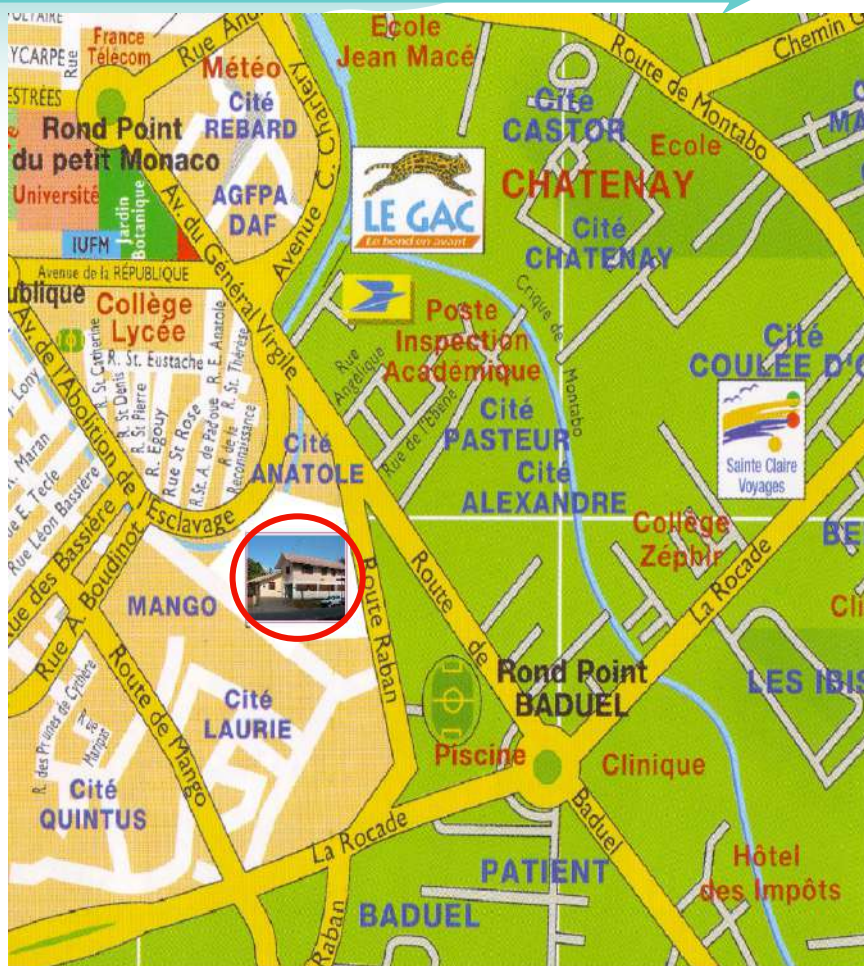 France
Télécom
YCARPE
Rue
ESTRÉES
Rond Point
du petit Monaco
Université
Jardin
Botanique
IUFM
Météo
Cité
REBARD
AGFPA
DAF
Avenue C. Charlery
Av. du Général Virgile
Avenue de la RÉPUBLIQUE
ublique
Collège
Lycée
Av. de l'Abolition de l'Esclavage
R. St Catherine
R. St. Eustache
R. St Denis
R. St Pierre
R. Egouy
Rue St Rose
R. St. A. de Padoue
R. E. Anatole
R. St. Thérèse
R. de la
Reconnaissance
Lony
Maran
E. Tecle
Rue Léon Bassière
ue des Bassière
Rue A. Boudinot
Ecole
Jean Macé
LE GAC
Le bond en avant
Route de Montabo
Cité
CASTOR
Ecole
CHATENAY
Cité
CHATENAY
Crique de
Montabo
Poste
Inspection
Académique
Rue
Angélique
Rue de l'Ebène
Cité
PASTEUR
Cité
ALEXANDRE
Cité
ANATOLE
Cité
COULÉE D'O
Sainte Claire
Voyages
Collège
Zéphir
La Rocade
BE
Cli
LES IBIS
MANGO
Route Raban
Route
de
Rond Point
BADUEL
Piscine
Clinique
Baduel
Route de Mango
R. des Prunes de Cythère
Maripas
Cité
LAURIE
Cité
QUINTUS
La Rocade
PATIENT
BADUEL
Raban
Hôtel
des Impôts